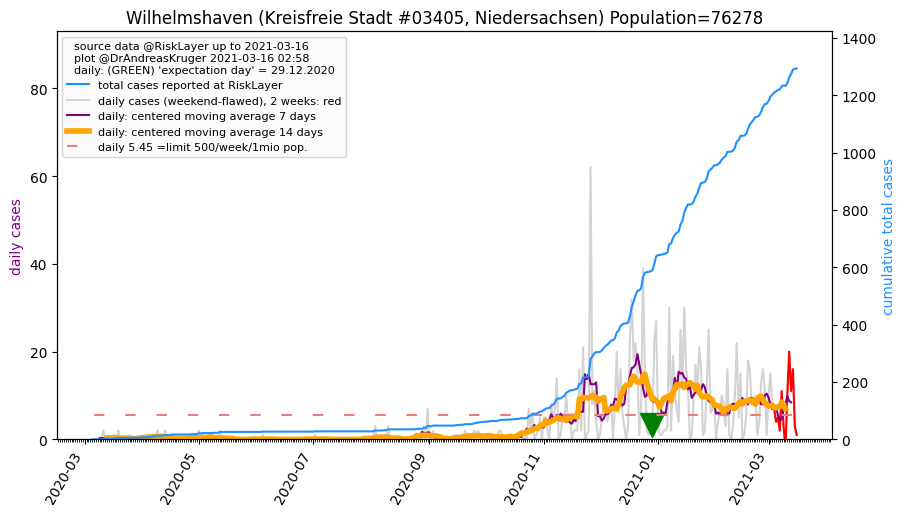 Wilhelmshaven (Kreisfreie Stadt #03405, Niedersachsen) Population=76278
source data @RiskLayer up to 2021-03-16
plot @DrAndreasKruger 2021-03-16 02:58
daily: (GREEN) 'expectation day' = 29.12.2020
total cases reported at RiskLayer
daily cases (weekend-flawed), 2 weeks: red
daily: centered moving average 7 days
daily: centered moving average 14 days
daily 5.45 =limit 500/week/1mio pop.
daily cases
80
60
40
20
0
cumulative total cases
1400
1200
1000
800
600
400
200
0
2020-03
2020-05
2020-07
2020-09
2020-11
2021-01
2021-03